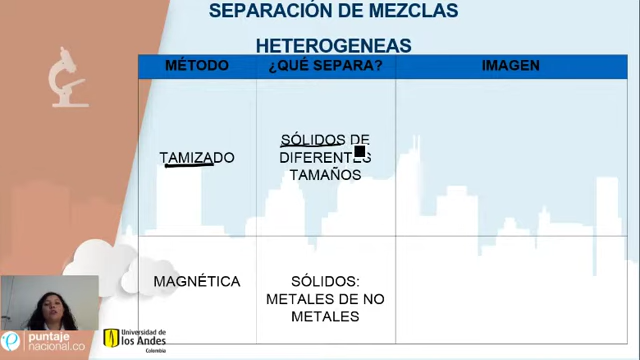 SEPARACIÓN DE MEZCLAS
HETEROGENEAS
MÉTODO
¿QUÉ SEPARA?
IMAGEN
TAMIZADO
SÓLIDOS DE
DIFERENTES
TAMAÑOS
MAGNÉTICA
SÓLIDOS:
METALES DE NO
METALES
puntaje
nacional.co
Universidad de
los Andes
Colombia